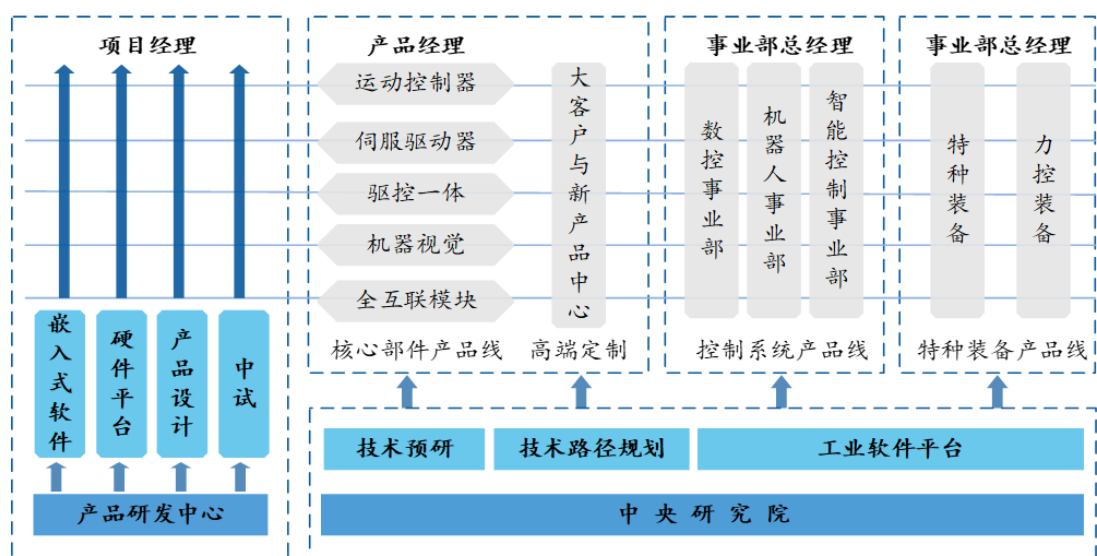 项目经理
嵌入式软件
硬件平台
产品设计
中试
产品研发中心
产品经理
运动控制器
伺服驱动器
驱控一体
机器视觉
全互联模块
大客户与新产品中心
核心部件产品线
高端定制
事业部总经理
数控事业部
机器人事业部
智能控制事业部
控制系统产品线
事业部总经理
特种装备
力控装备
特种装备产品线
技术预研
技术路径规划
工业软件平台
中央研究院